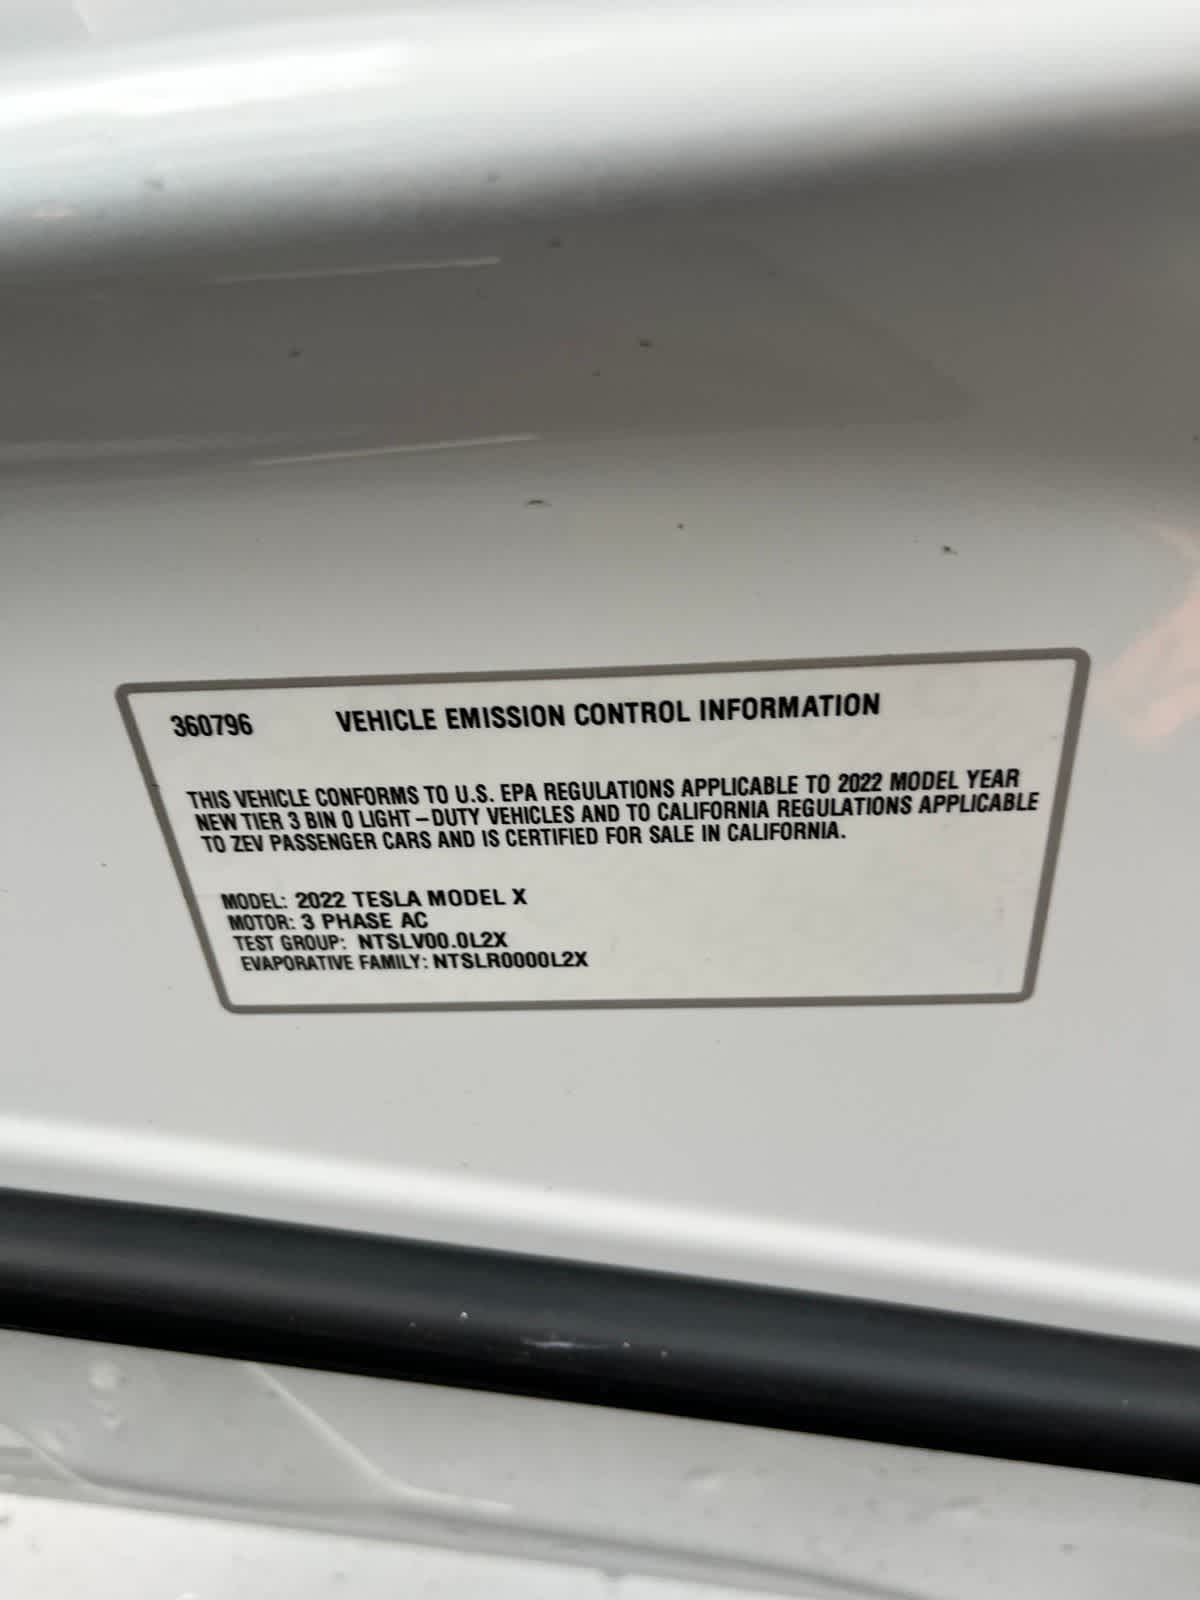 360796 VEHICLE EMISSION CONTROL INFORMATION
THIS VEHICLE CONFORMS TO U.S. EPA REGULATIONS APPLICABLE TO 2022 MODEL YEAR
NEW TIER 3 BIN 0 LIGHT-DUTY VEHICLES AND TO CALIFORNIA REGULATIONS APPLICABLE
TO ZEV PASSENGER CARS AND IS CERTIFIED FOR SALE IN CALIFORNIA.
MODEL: 2022 TESLA MODEL X
MOTOR: 3 PHASE AC
TEST GROUP: NTSLV00.0L2X
EVAPORATIVE FAMILY: NTSLR0000L2X